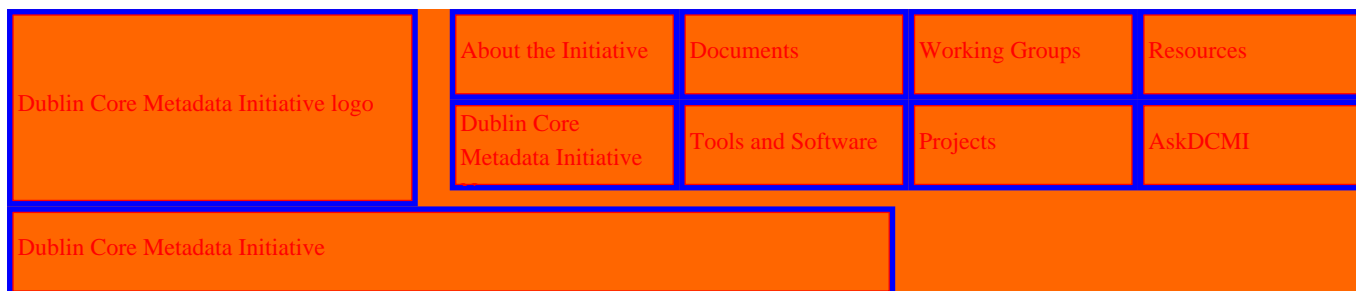 About the Initiative
Documents
Working Groups
Resources
Dublin Core Metadata Initiative logo
Dublin Core
Metadata Initiative
Tools and Software
Projects
AskDCMI
Dublin Core Metadata Initiative